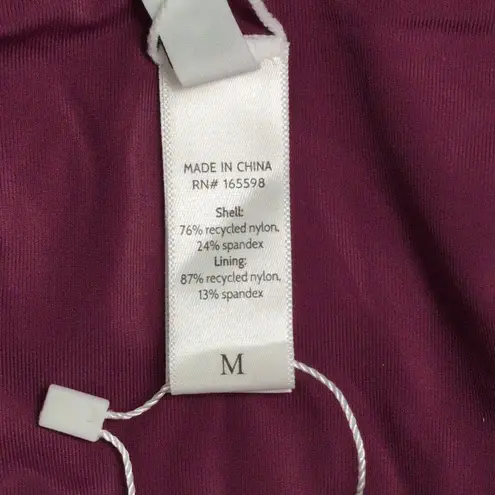 MADE IN CHINA
RN# 165598
Shell:
76% recycled nylon,
24% spandex
Lining:
87% recycled nylon,
13% spandex
M